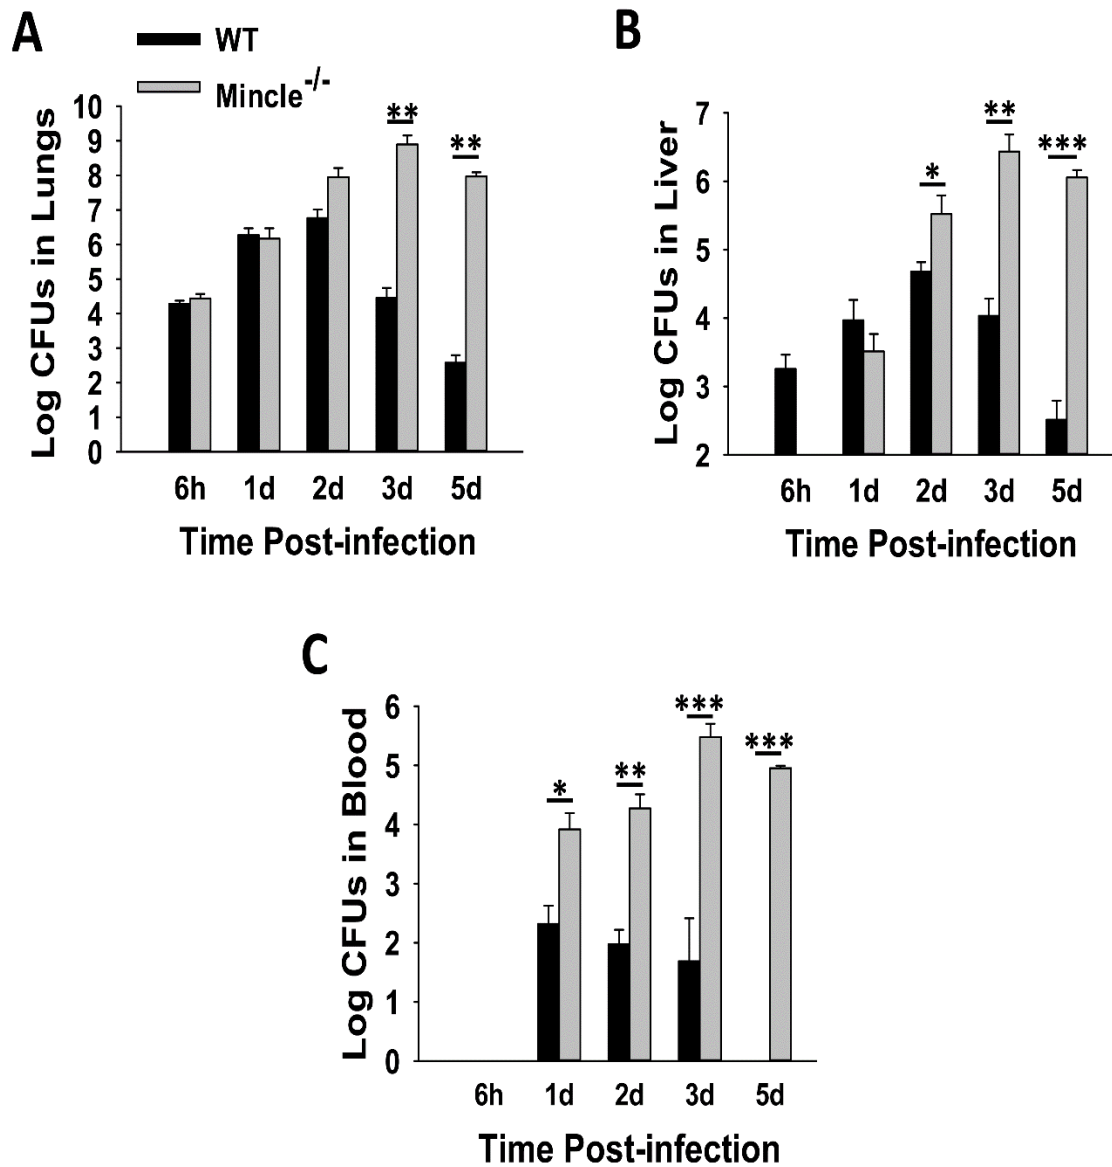 A
WT
Mincle-/-
Log CFUs in Lungs
10
9
8
7
6
5
4
3
2
1
0
**
**
6h 1d 2d 3d 5d
Time Post-infection
B
Log CFUs in Liver
7
6
5
4
3
2
*
**
***
6h 1d 2d 3d 5d
Time Post-infection
C
Log CFUs in Blood
6
5
4
3
2
1
0
*
**
***
***
6h 1d 2d 3d 5d
Time Post-infection